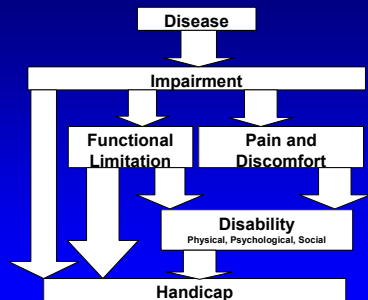 Disease
Impairment
Functional
Limitation
Pain and
Discomfort
Disability
Physical, Psychological, Social
Handicap